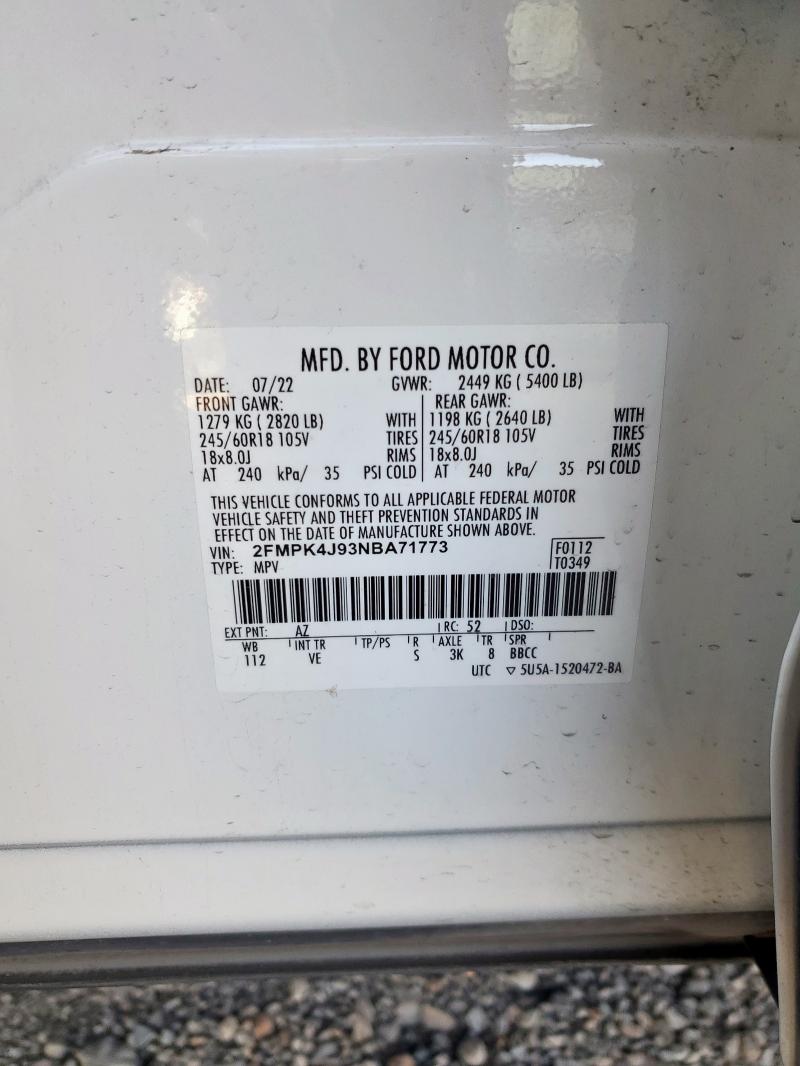 MFD. BY FORD MOTOR CO.
DATE: 07/22 GVWR: 2449 KG ( 5400 LB)
FRONT GAWR: REAR GAWR:
1279 KG ( 2820 LB) WITH 1198 KG ( 2640 LB) WITH
245/60R18 105V TIRES 245/60R18 105V TIRES
18x8.0J RIMS 18x8.0J RIMS
AT 240 kPa/ 35 PSI COLD AT 240 kPa/ 35 PSI COLD
THIS VEHICLE CONFORMS TO ALL APPLICABLE FEDERAL MOTOR
VEHICLE SAFETY AND THEFT PREVENTION STANDARDS IN
EFFECT ON THE DATE OF MANUFACTURE SHOWN ABOVE.
VIN: 2FMPK4J93NBA71773 F0112
TYPE: MPV T0349
EXT PNT: AZ RC: 52 DSO:
WB INT TR TP/PS R AXLE TR SPR
112 VE S 3K 8 BBCC
UTC ▽ 5U5A-1520472-BA